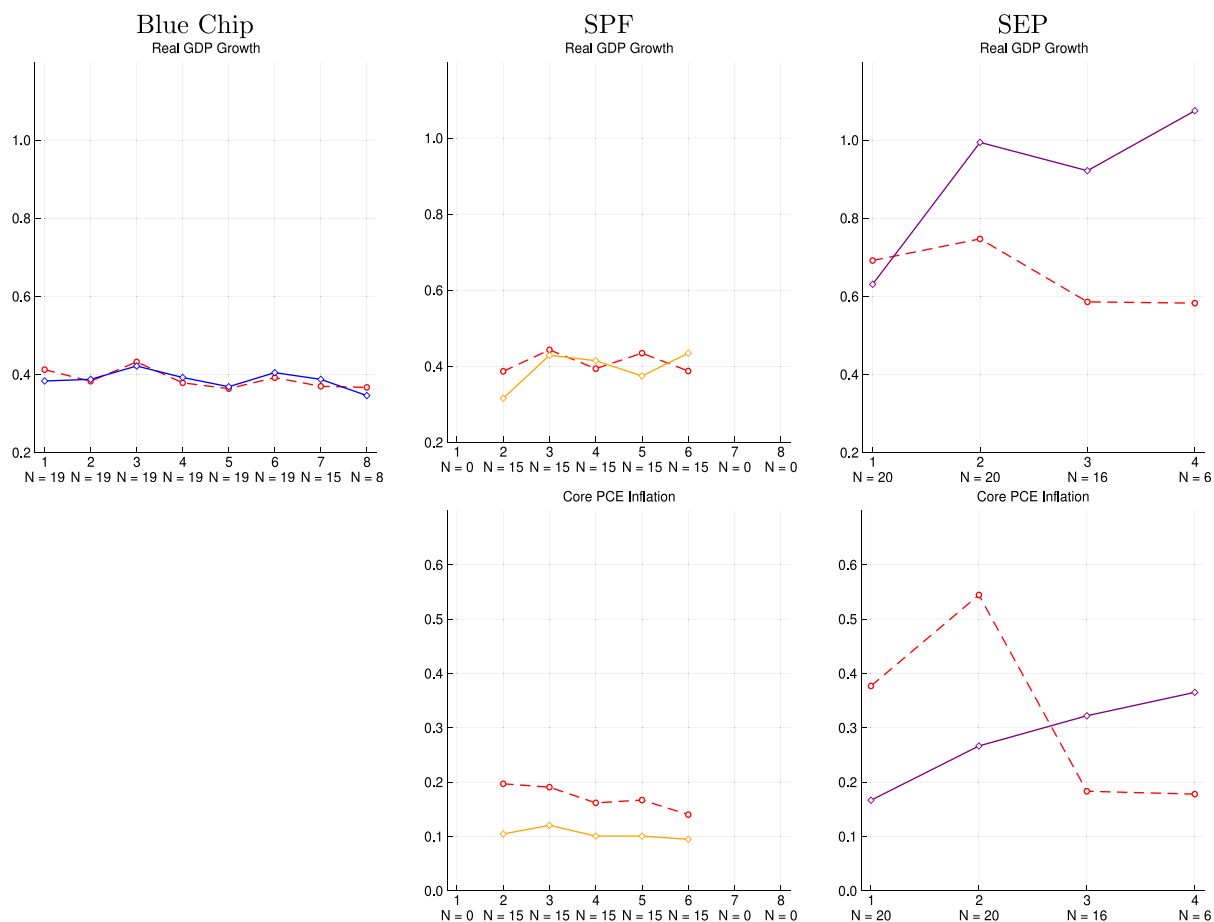 Blue Chip
SPF
SEP
Real GDP Growth
Real GDP Growth
Real GDP Growth
1.0
0.8
0.6
0.4
0.2
1 2 3 4 5 6 7 8
N = 19 N = 19 N = 19 N = 19 N = 19 N = 19 N = 15 N = 8
1.0
0.8
0.6
0.4
0.2
1 2 3 4 5 6 7 8
N = 0 N = 15 N = 15 N = 15 N = 15 N = 15 N = 0 N = 0
1.0
0.8
0.6
0.4
0.2
1 2 3 4
N = 20 N = 20 N = 16 N = 6
Core PCE Inflation
0.6
0.5
0.4
0.3
0.2
0.1
0.0
1 2 3 4 5 6 7 8
N = 0 N = 15 N = 15 N = 15 N = 15 N = 15 N = 0 N = 0
Core PCE Inflation
0.6
0.5
0.4
0.3
0.2
0.1
0.0
1 2 3 4
N = 20 N = 20 N = 16 N = 6